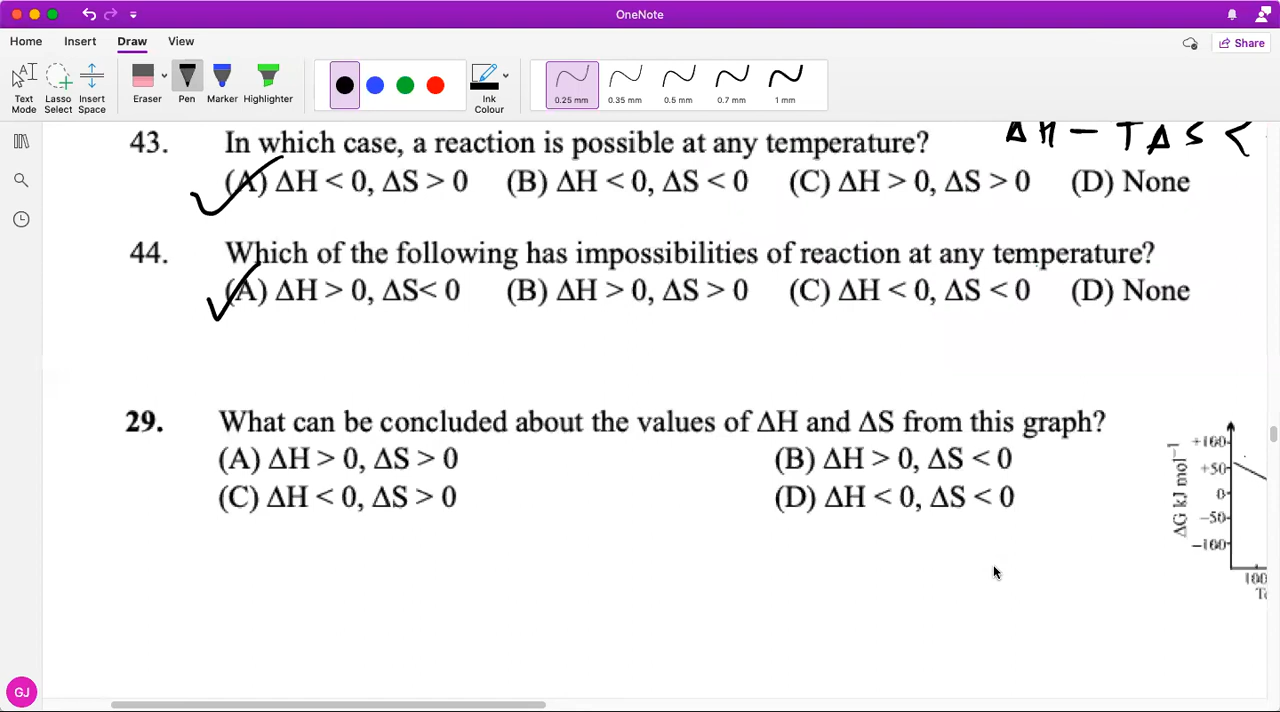 OneNote
Home Insert Draw View
Share
Text Mode
Lasso Select
Insert Space
Eraser
Pen
Marker
Highlighter
Ink Colour
0.25 mm 0.35 mm 0.5 mm 0.7 mm 1 mm
ΔH - TΔS <
43. In which case, a reaction is possible at any temperature?
(A) ΔH < 0, ΔS > 0 (B) ΔH < 0, ΔS < 0 (C) ΔH > 0, ΔS > 0 (D) None
44. Which of the following has impossibilities of reaction at any temperature?
(A) ΔH > 0, ΔS< 0 (B) ΔH > 0, ΔS > 0 (C) ΔH < 0, ΔS < 0 (D) None
29. What can be concluded about the values of ΔH and ΔS from this graph?
(A) ΔH > 0, ΔS > 0 (B) ΔH > 0, ΔS < 0
(C) ΔH < 0, ΔS > 0 (D) ΔH < 0, ΔS < 0
ΔG kJ mol⁻¹
+100
+50
0
−50
−100
100
GJ